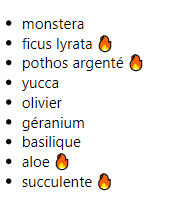 • monstera
• ficus lyrata 🔥
• pothos argenté 🔥
• yucca
• olivier
• géranium
• basilique
• aloe 🔥
• succulente 🔥